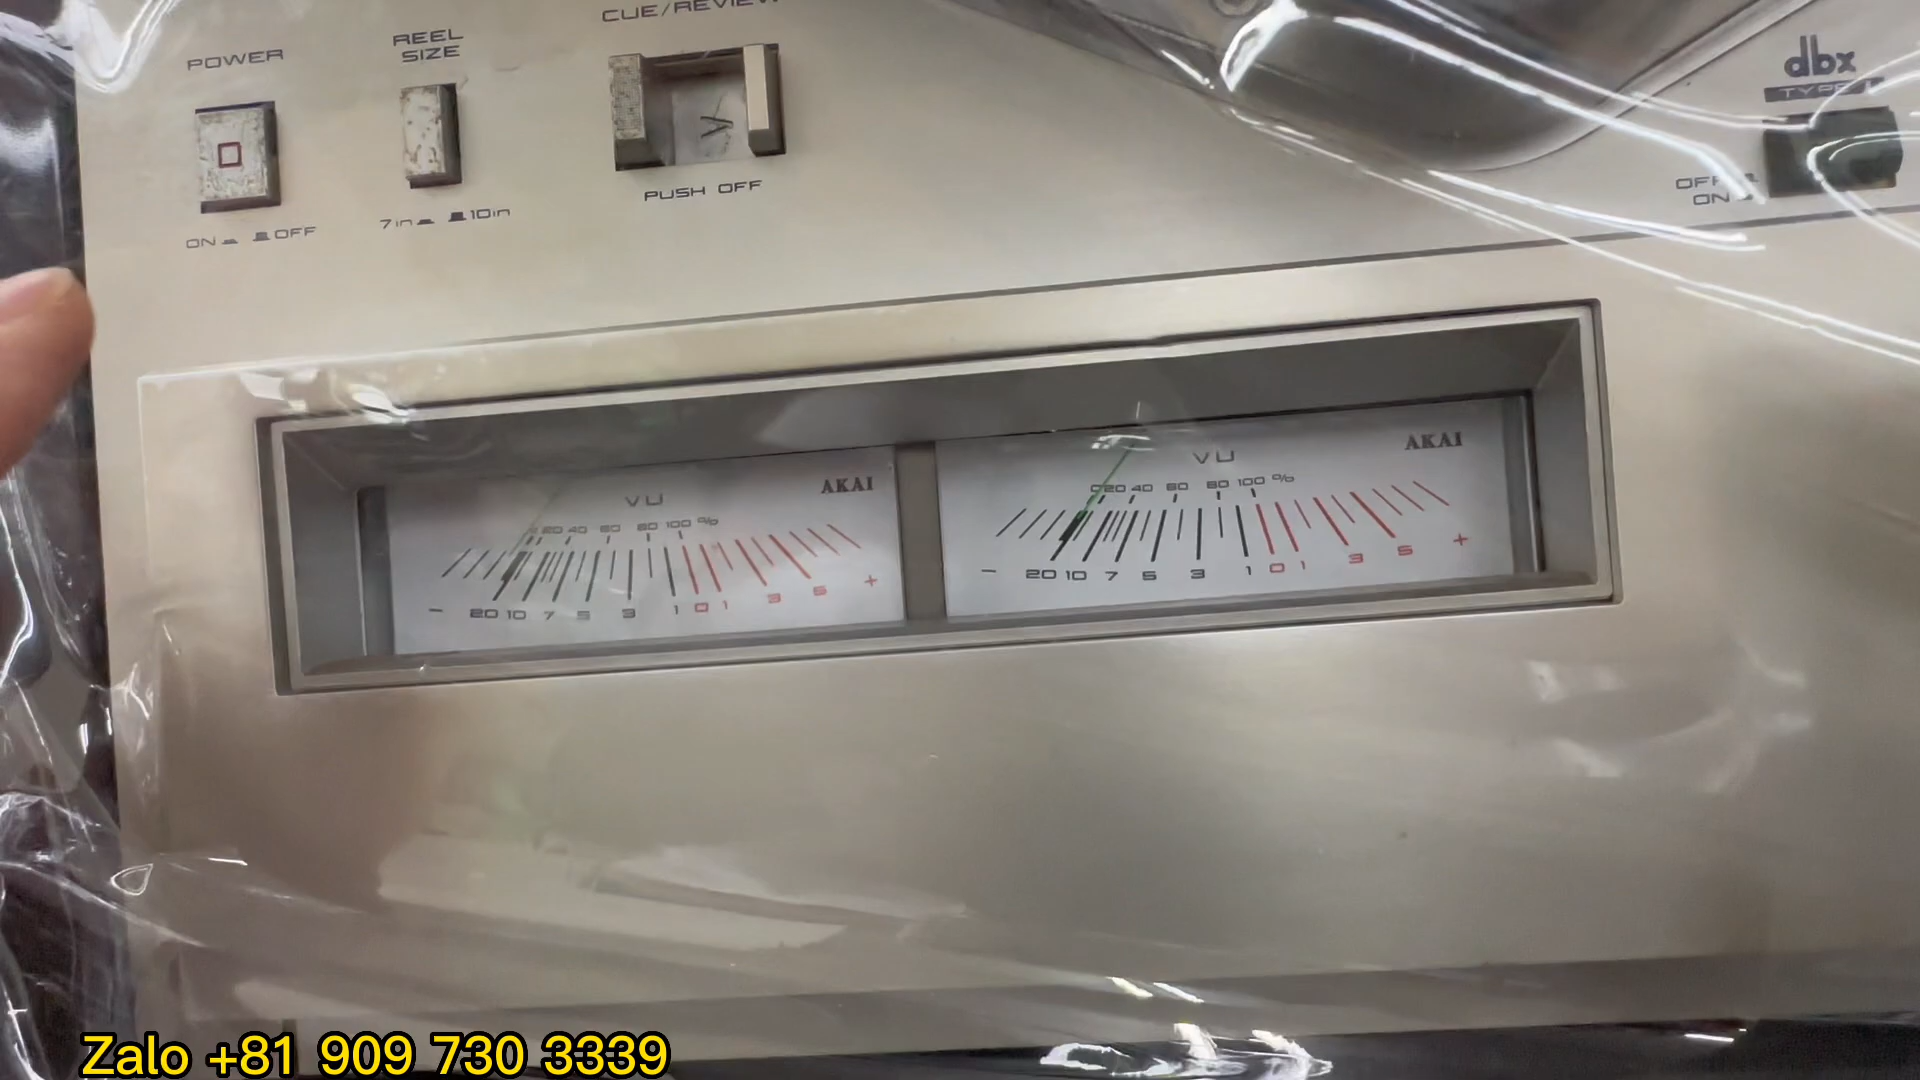 CUE/REVIEW
POWER
REEL
SIZE
dbx
TYPE I
PUSH OFF
OFF
ON
7in 10in
ON OFF
VU AKAI
0 20 40 60 80 100 %
- 20 10 7 5 3 1 0 1 3 5 +
VU AKAI
0 20 40 60 80 100 %
- 20 10 7 5 3 1 0 1 3 5 +
Zalo +81 909 730 3339